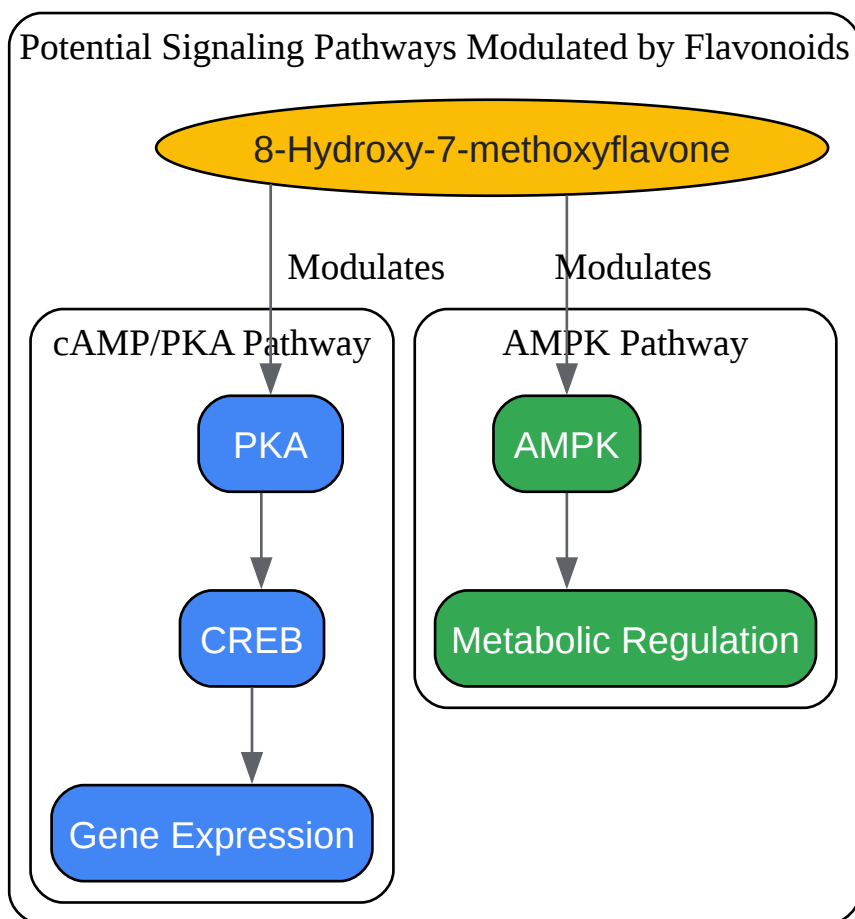 Potential Signaling Pathways Modulated by Flavonoids
8-Hydroxy-7-methoxyflavone
Modulates
Modulates
cAMP/PKA Pathway
AMPK Pathway
PKA
AMPK
CREB
Metabolic Regulation
Gene Expression